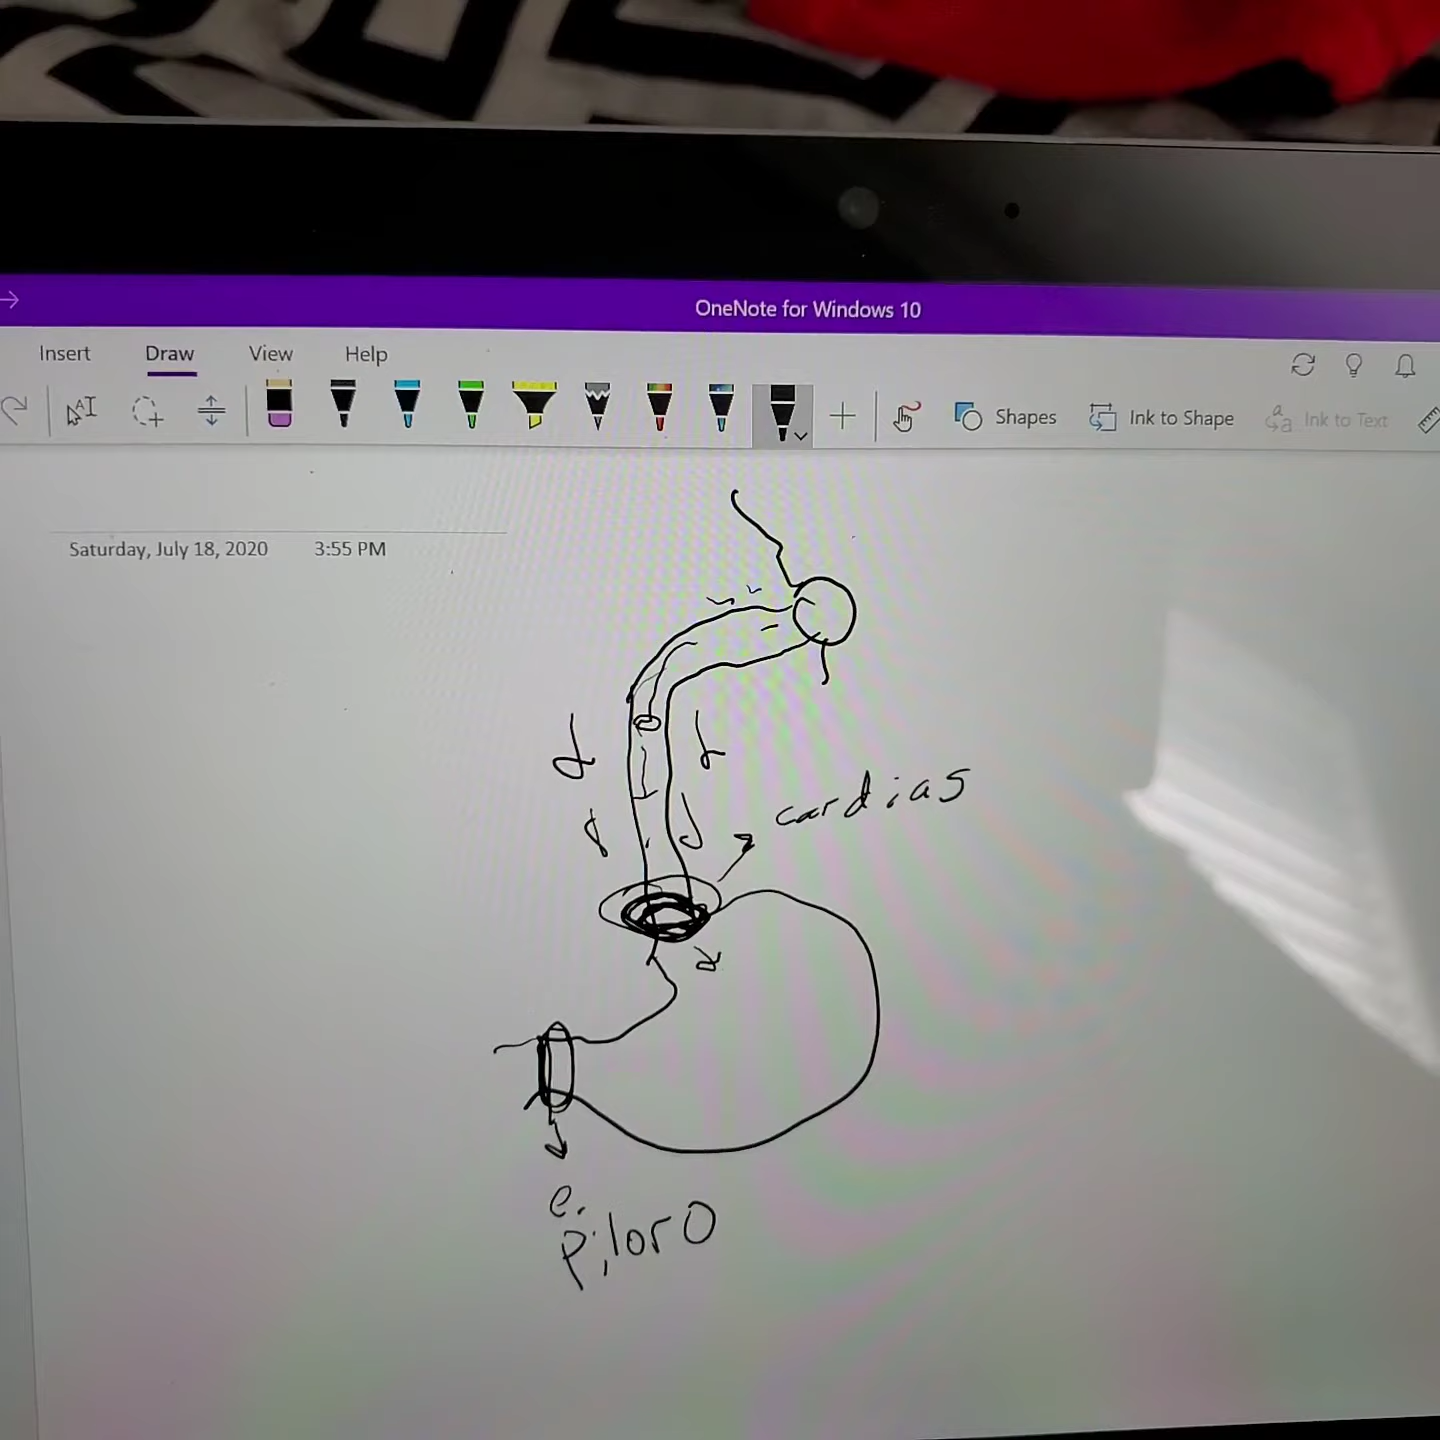 OneNote for Windows 10
Insert Draw View Help
Shapes Ink to Shape Ink to Text
Saturday, July 18, 2020 3:55 PM
cardias
e.
piloro